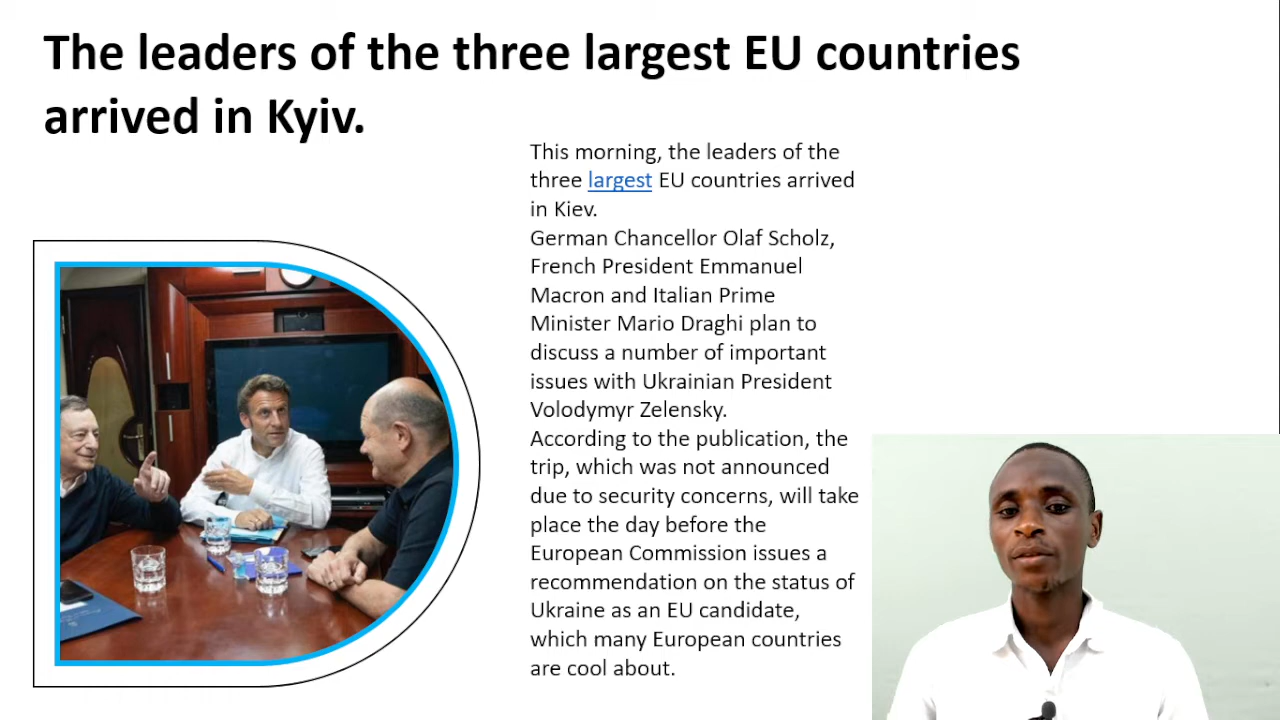 The leaders of the three largest EU countries
arrived in Kyiv.
This morning, the leaders of the
three largest EU countries arrived
in Kiev.
German Chancellor Olaf Scholz,
French President Emmanuel
Macron and Italian Prime
Minister Mario Draghi plan to
discuss a number of important
issues with Ukrainian President
Volodymyr Zelensky.
According to the publication, the
trip, which was not announced
due to security concerns, will take
place the day before the
European Commission issues a
recommendation on the status of
Ukraine as an EU candidate,
which many European countries
are cool about.